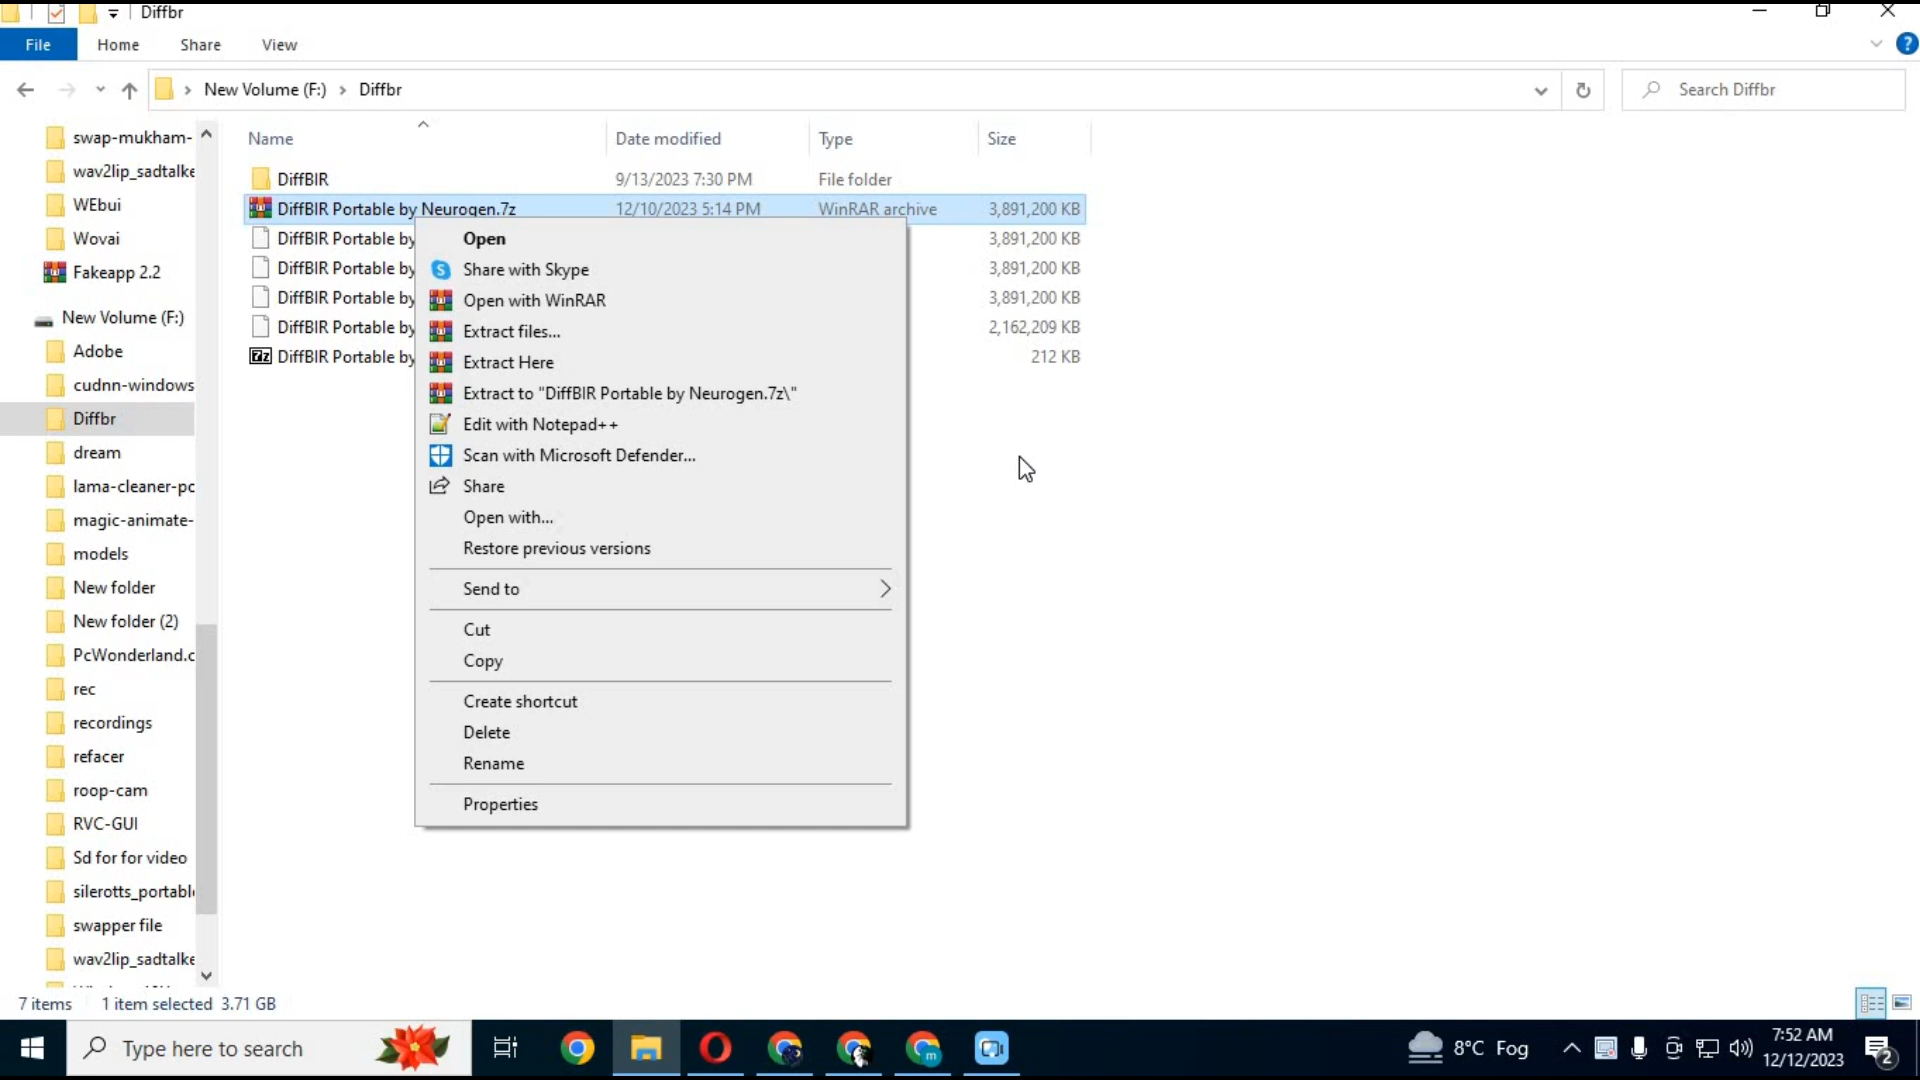 Diffbr
File Home Share View
New Volume (F:) > Diffbr
Search Diffbr
Name Date modified Type Size
swap-mukham-
wav2lip_sadtalke
WEbui
Wovai
Fakeapp 2.2
New Volume (F:)
Adobe
cudnn-windows
Diffbr
dream
lama-cleaner-pc
magic-animate-
models
New folder
New folder (2)
PcWonderland.c
rec
recordings
refacer
roop-cam
RVC-GUI
Sd for for video
silerotts_portable
swapper file
wav2lip_sadtalke
DiffBIR 9/13/2023 7:30 PM File folder
DiffBIR Portable by Neurogen.7z 12/10/2023 5:14 PM WinRAR archive 3,891,200 KB
DiffBIR Portable by 3,891,200 KB
DiffBIR Portable by 3,891,200 KB
DiffBIR Portable by 3,891,200 KB
DiffBIR Portable by 2,162,209 KB
7z DiffBIR Portable by 212 KB
Open
Share with Skype
Open with WinRAR
Extract files...
Extract Here
Extract to "DiffBIR Portable by Neurogen.7z\"
Edit with Notepad++
Scan with Microsoft Defender...
Share
Open with...
Restore previous versions
Send to
Cut
Copy
Create shortcut
Delete
Rename
Properties
7 items 1 item selected 3.71 GB
Type here to search
8°C Fog
7:52 AM
12/12/2023
2